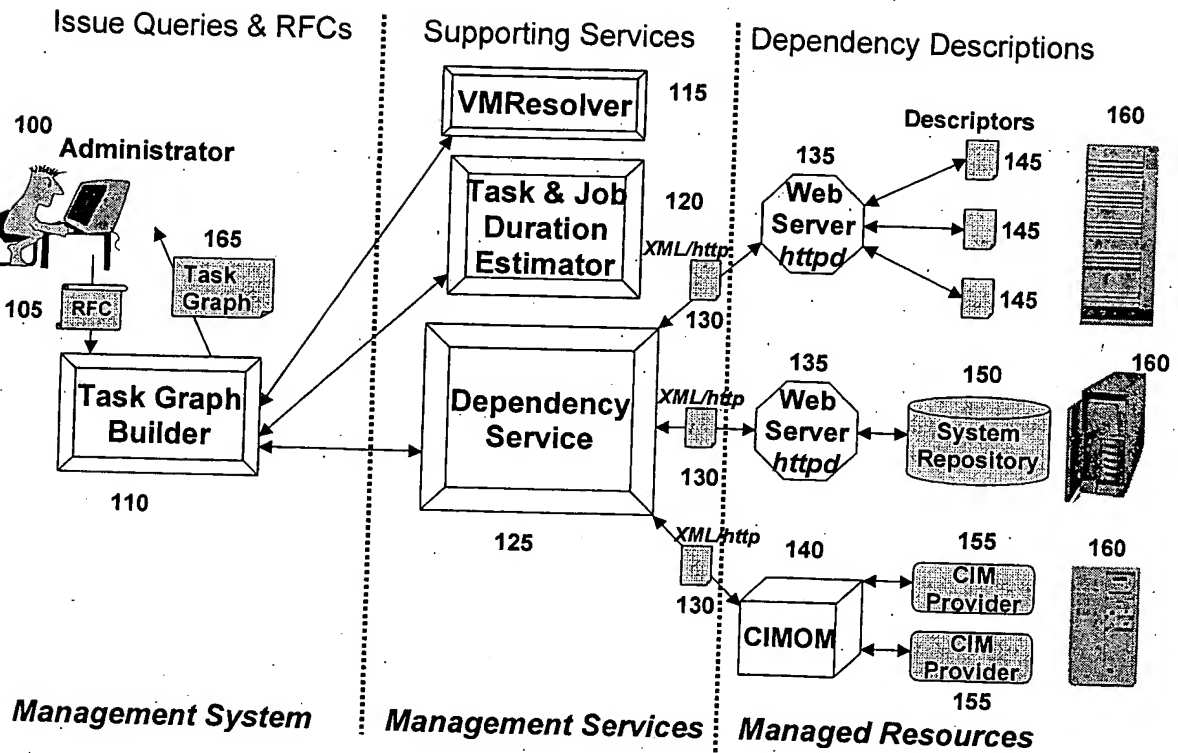 Issue Queries & RFCs
Supporting Services
Dependency Descriptions
100
Administrator
165
Task
Graph
105
RFC
Task Graph
Builder
110
VMResolver
115
Task & Job
Duration
Estimator
120
Dependency
Service
125
XML/http
130
XML/http
130
XML/http
130
135
Web
Server
httpd
Descriptors
145
145
145
160
135
Web
Server
httpd
150
System
Repository
160
140
CIMOM
155
CIM
Provider
CIM
Provider
155
160
Management System
Management Services
Managed Resources